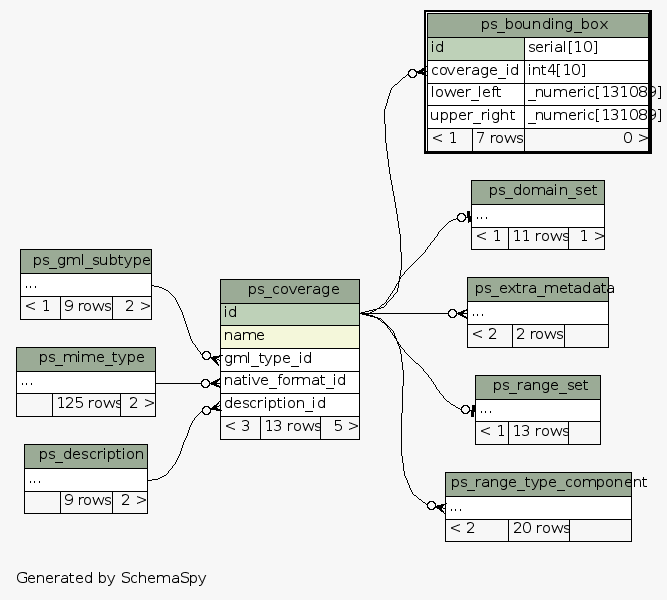 ps_bounding_box
id serial[10]
coverage_id int4[10]
lower_left _numeric[131089]
upper_right _numeric[131089]
< 1 7 rows 0 >
ps_domain_set
...
< 1 11 rows 1 >
ps_gml_subtype
...
< 1 9 rows 2 >
ps_coverage
id
name
gml_type_id
native_format_id
description_id
< 3 13 rows 5 >
ps_extra_metadata
...
< 2 2 rows
ps_mime_type
...
125 rows 2 >
ps_range_set
...
< 1 13 rows
ps_description
...
9 rows 2 >
ps_range_type_component
...
< 2 20 rows
Generated by SchemaSpy